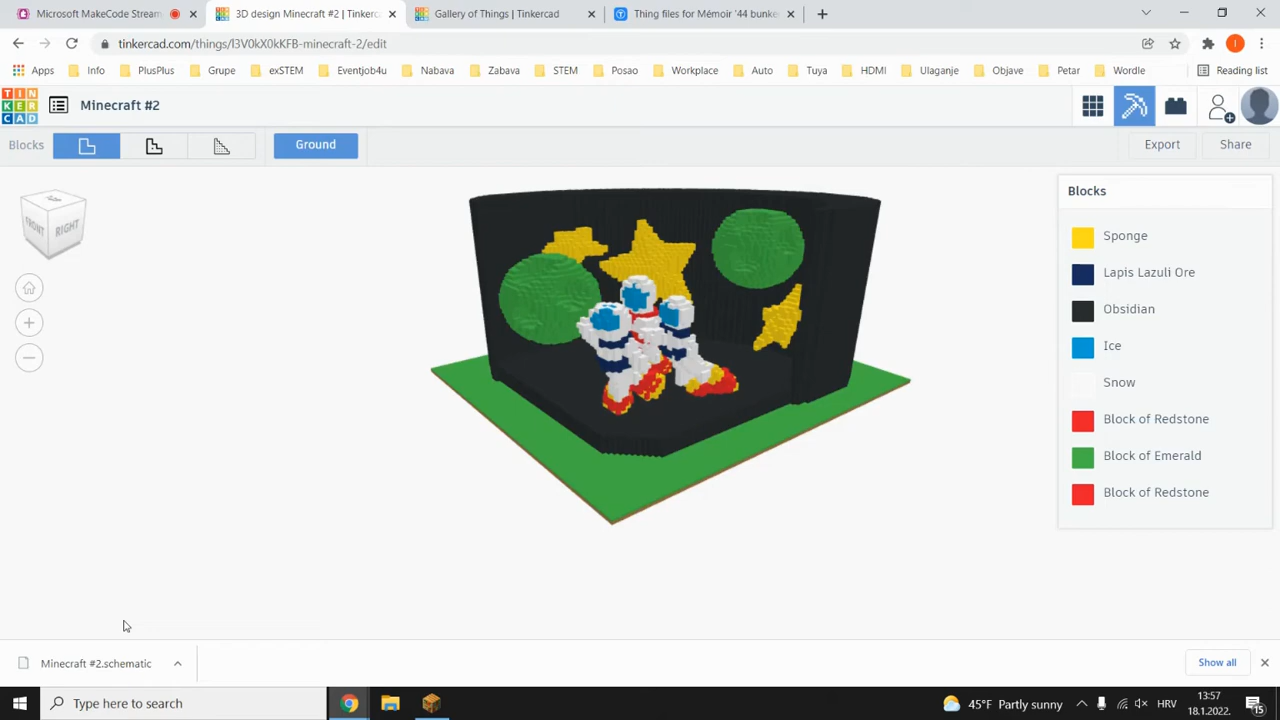 Microsoft MakeCode Stream
3D design Minecraft #2 | Tinkerc
Gallery of Things | Tinkercad
Thing files for Mémoir '44 bunke
tinkercad.com/things/l3V0kX0kKFB-minecraft-2/edit
Apps
Info
PlusPlus
Grupe
exSTEM
Eventjob4u
Nabava
Zabava
STEM
Posao
Workplace
Auto
Tuya
HDMI
Ulaganje
Objave
Petar
Wordle
Reading list
TIN
KER
CAD
Minecraft #2
Blocks
Ground
Export
Share
FRONT
RIGHT
Blocks
Sponge
Lapis Lazuli Ore
Obsidian
Ice
Snow
Block of Redstone
Block of Emerald
Block of Redstone
Minecraft #2.schematic
Show all
Type here to search
45°F Partly sunny
HRV
13:57
18.1.2022.
15